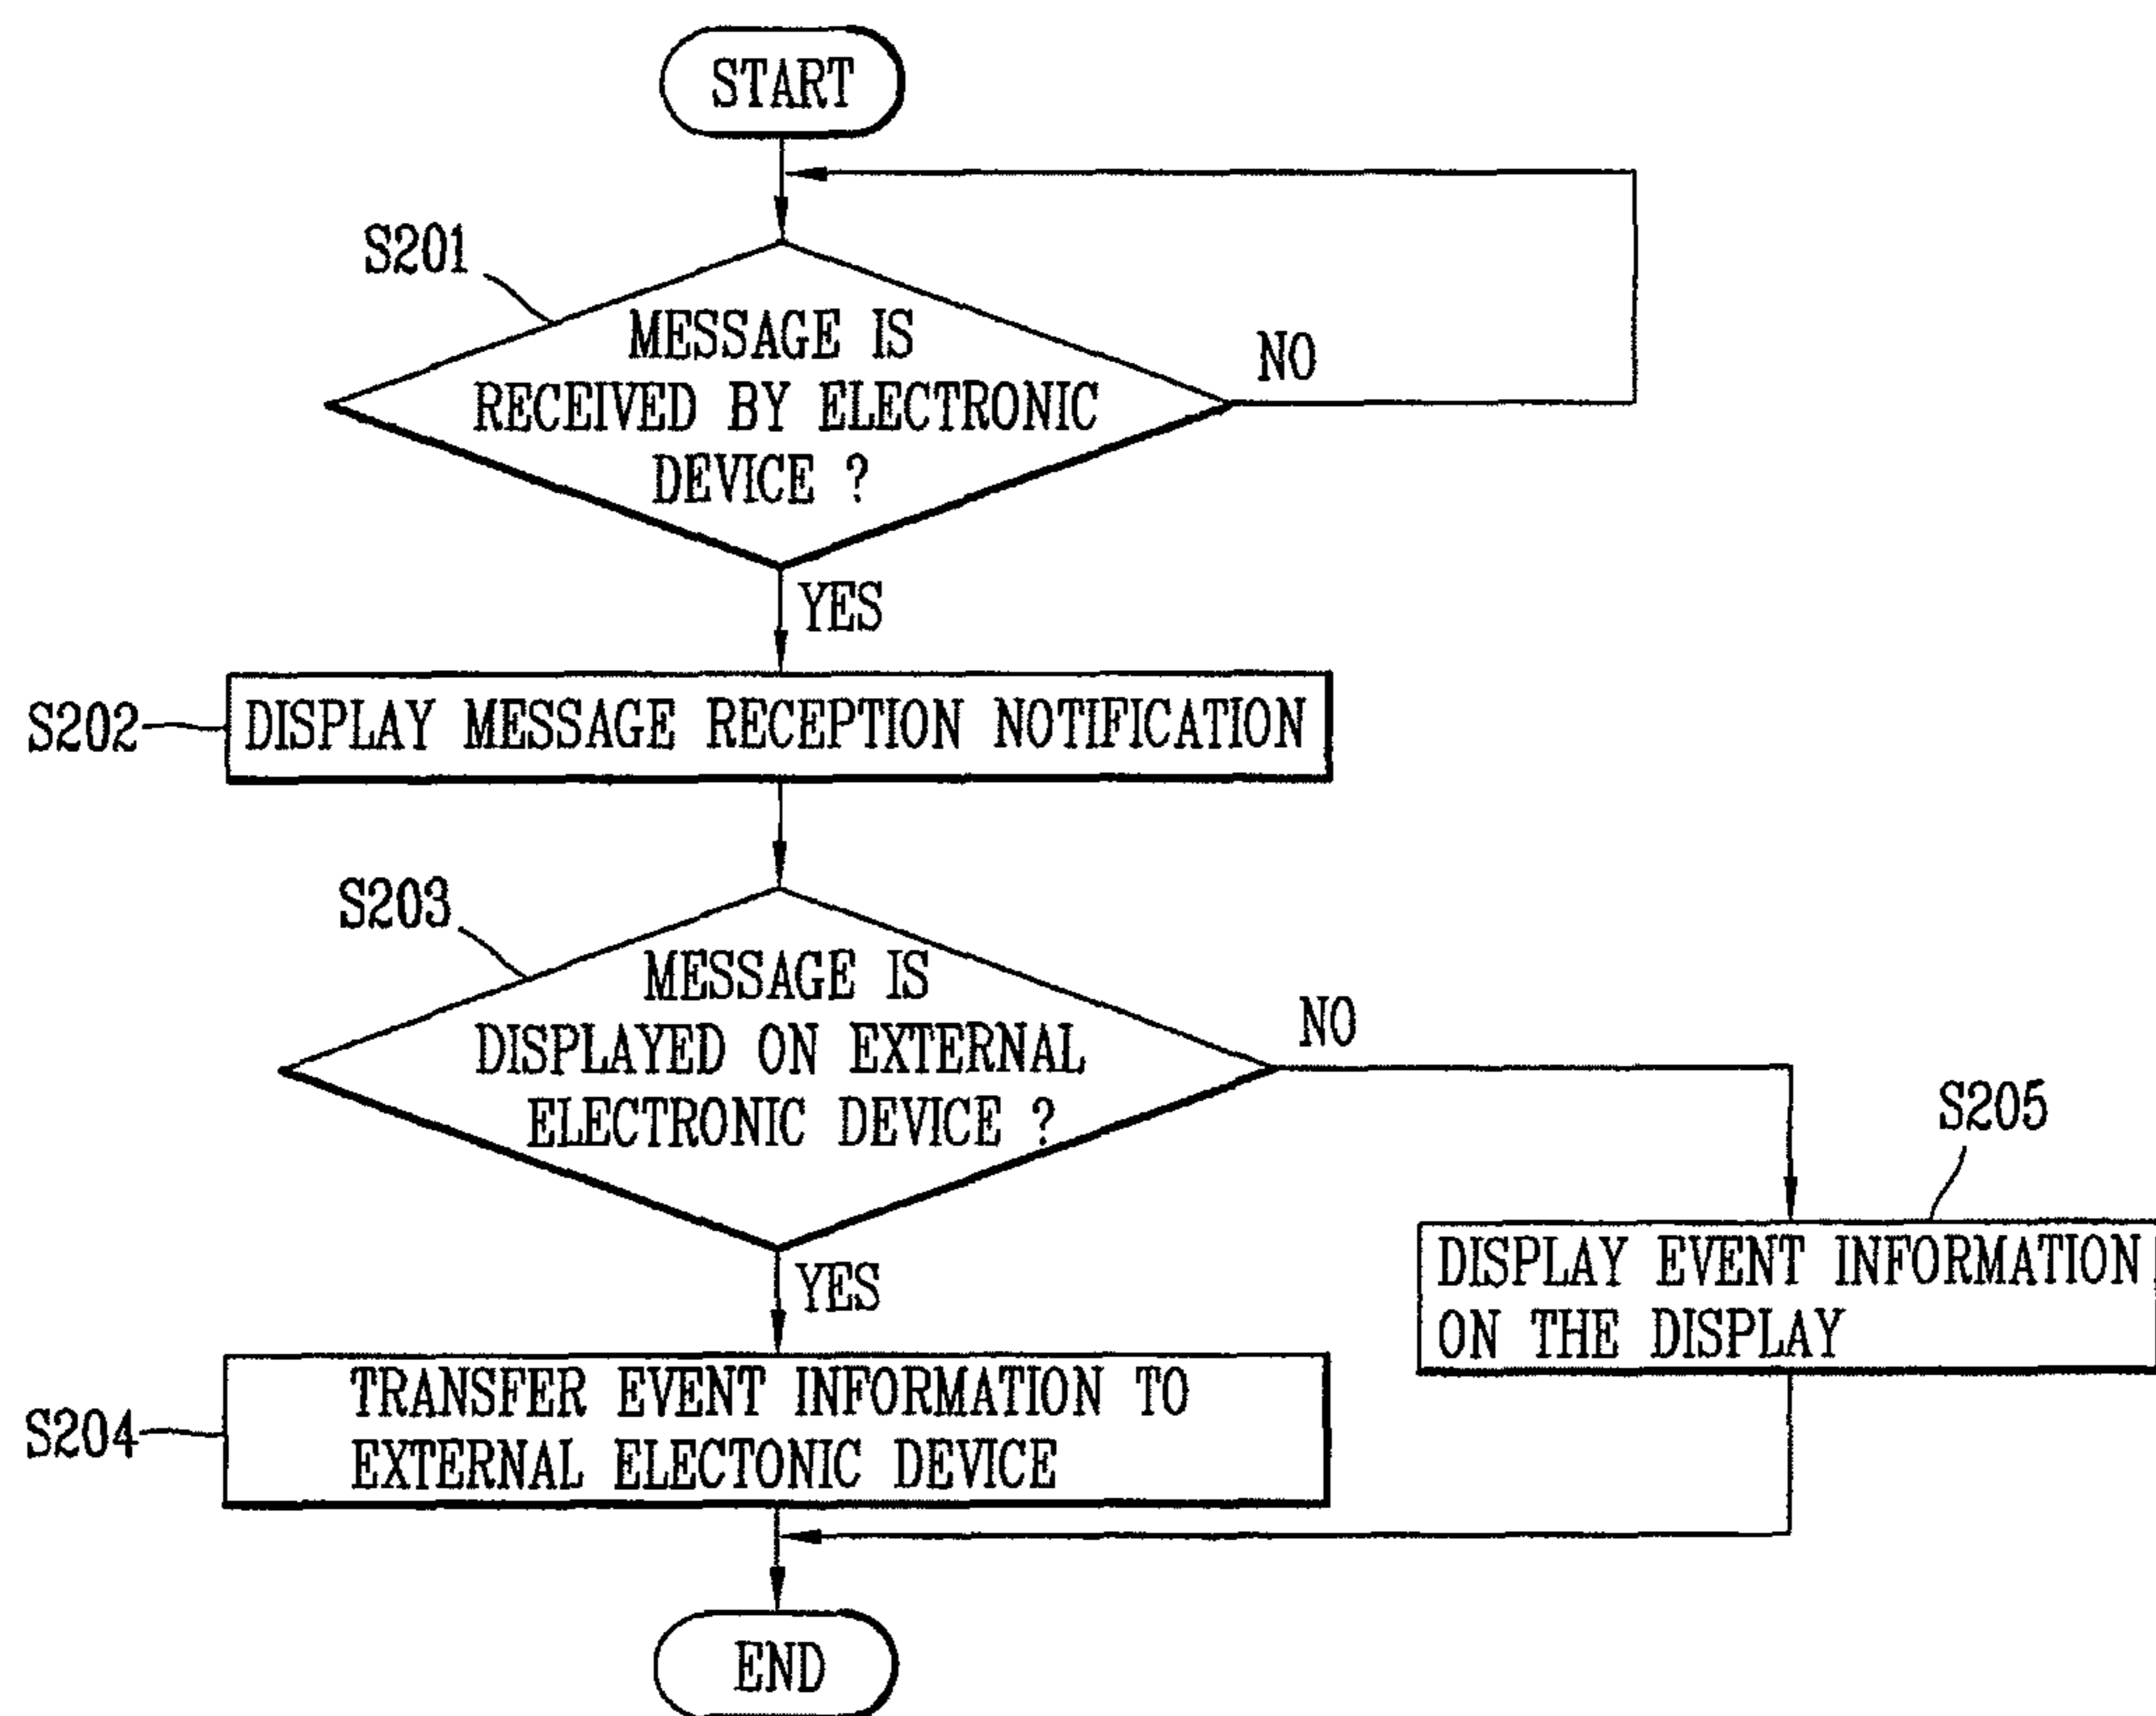 START
S201
MESSAGE IS
RECEIVED BY ELECTRONIC
DEVICE ?
NO
YES
S202
DISPLAY MESSAGE RECEPTION NOTIFICATION
S203
MESSAGE IS
DISPLAYED ON EXTERNAL
ELECTRONIC DEVICE ?
NO
YES
S205
DISPLAY EVENT INFORMATION
ON THE DISPLAY
S204
TRANSFER EVENT INFORMATION TO
EXTERNAL ELECTONIC DEVICE
END